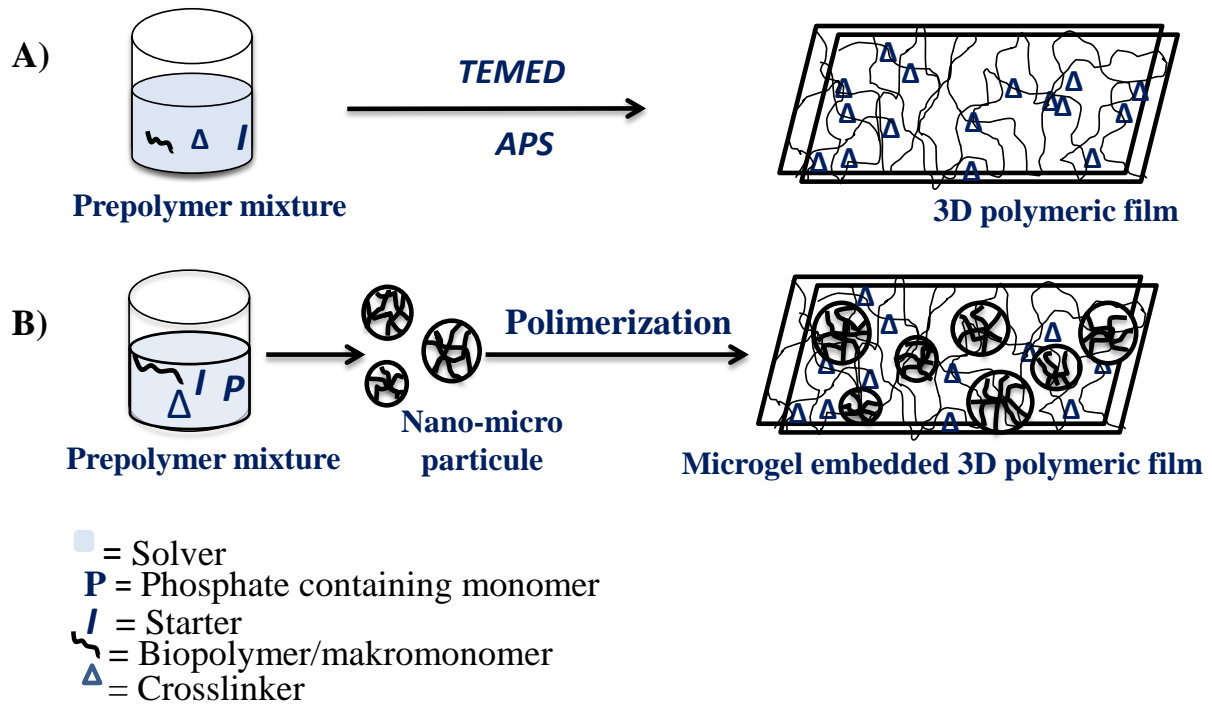 A)
Δ I
TEMED
APS
Δ Δ Δ Δ Δ Δ Δ Δ Δ Δ Δ Δ Δ Δ Δ Δ
Prepolymer mixture
3D polymeric film
B)
I P
Δ
Polimerization
Δ Δ Δ Δ Δ Δ Δ Δ Δ Δ Δ Δ
Nano-micro
particule
Prepolymer mixture
Microgel embedded 3D polymeric film
= Solver
P = Phosphate containing monomer
I = Starter
= Biopolymer/makromonomer
Δ = Crosslinker